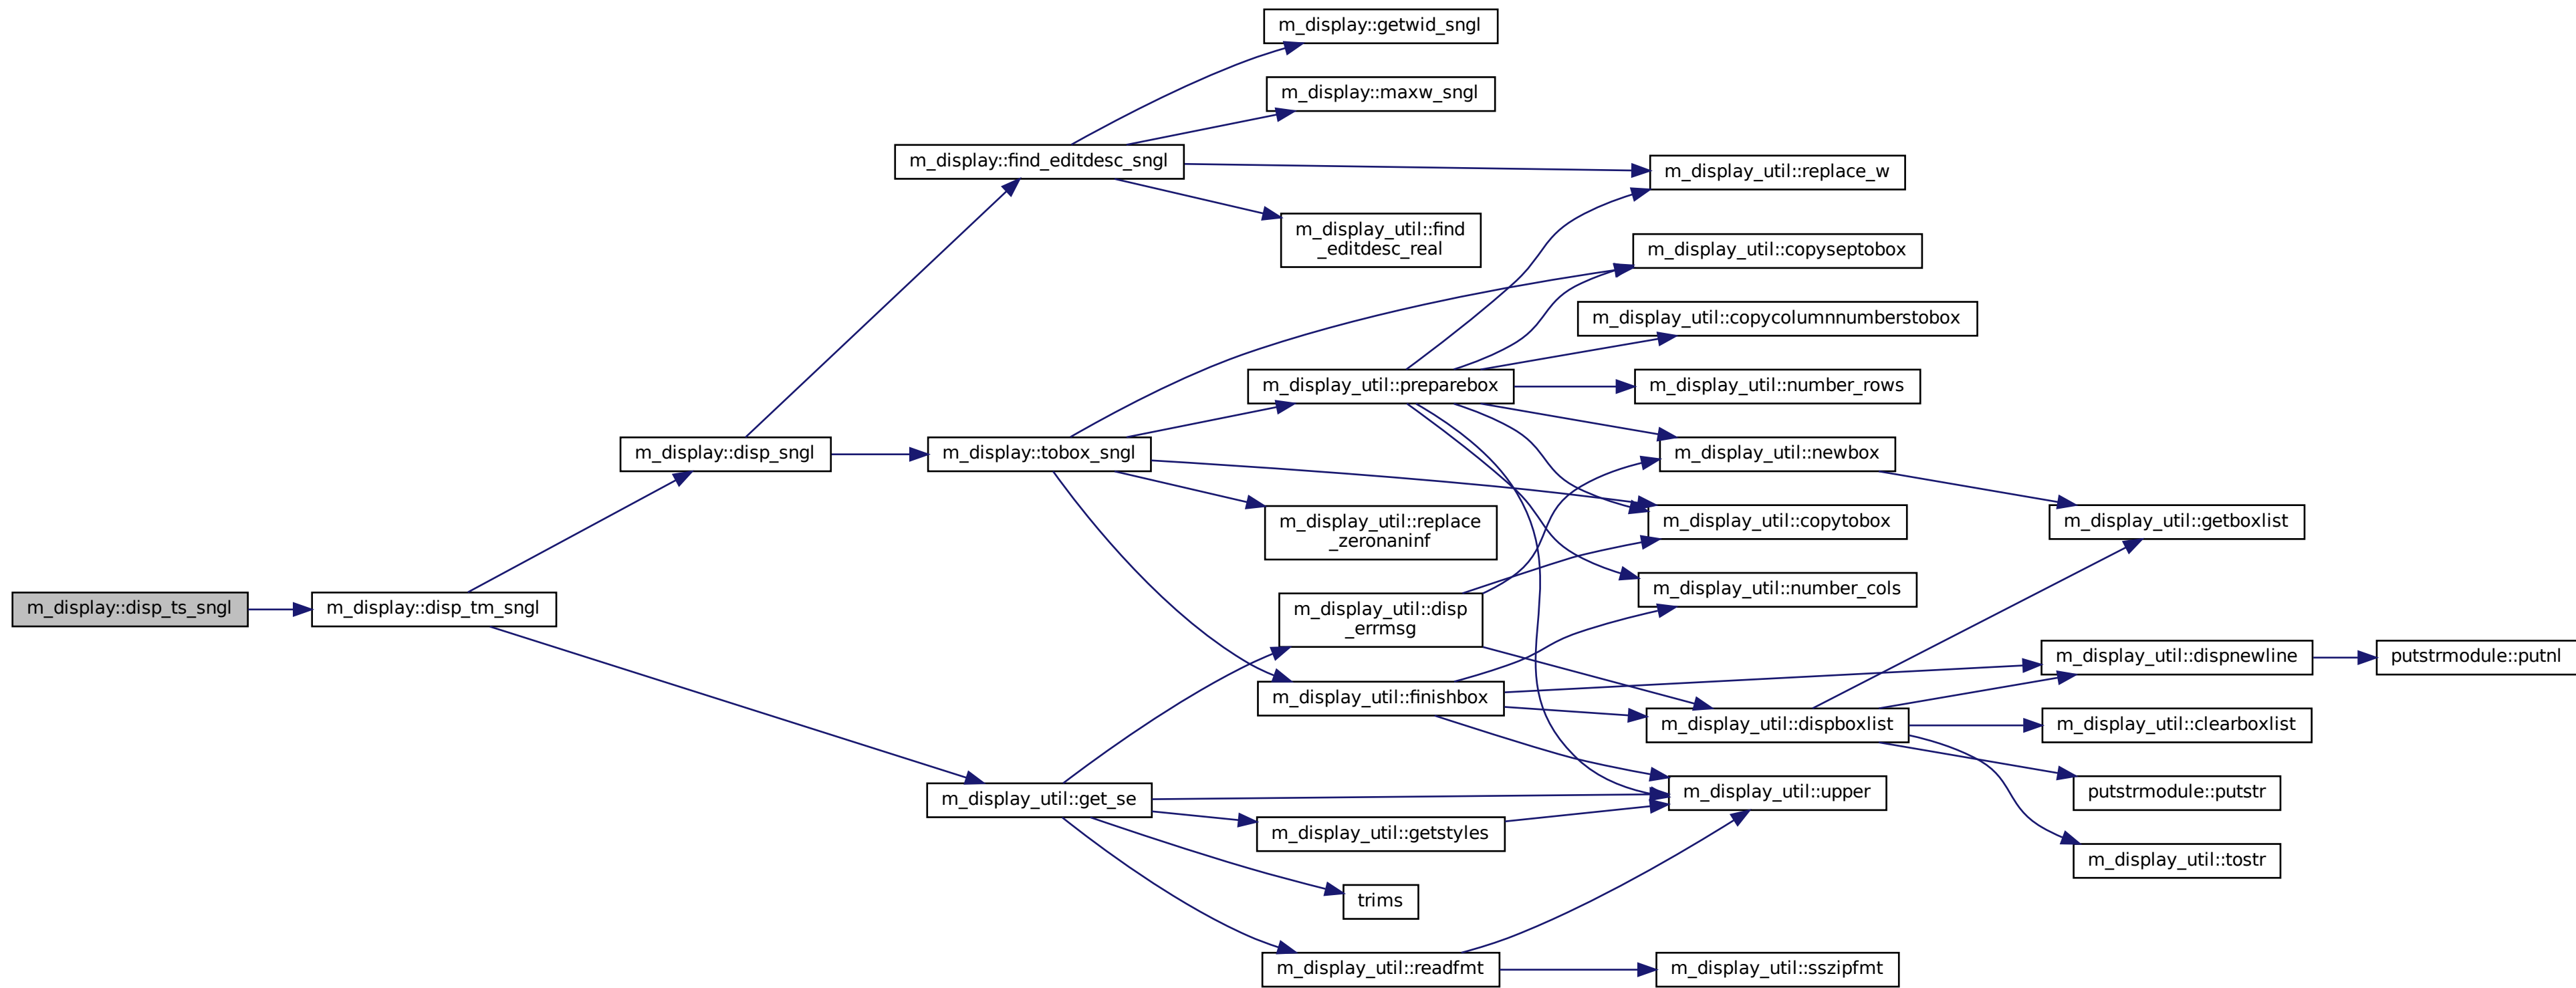 m_display::getwid_sngl
m_display::maxw_sngl
m_display::find_editdesc_sngl
m_display_util::replace_w
m_display_util::find
_editdesc_real
m_display_util::copyseptobox
m_display_util::copycolumnnumberstobox
m_display_util::preparebox
m_display_util::number_rows
m_display::disp_sngl
m_display::tobox_sngl
m_display_util::newbox
m_display_util::replace
_zeronaninf
m_display_util::copytobox
m_display_util::getboxlist
m_display_util::number_cols
m_display::disp_ts_sngl
m_display::disp_tm_sngl
m_display_util::disp
_errmsg
m_display_util::dispnewline
putstrmodule::putnl
m_display_util::finishbox
m_display_util::dispboxlist
m_display_util::clearboxlist
m_display_util::get_se
m_display_util::upper
putstrmodule::putstr
m_display_util::getstyles
m_display_util::tostr
trims
m_display_util::readfmt
m_display_util::sszipfmt